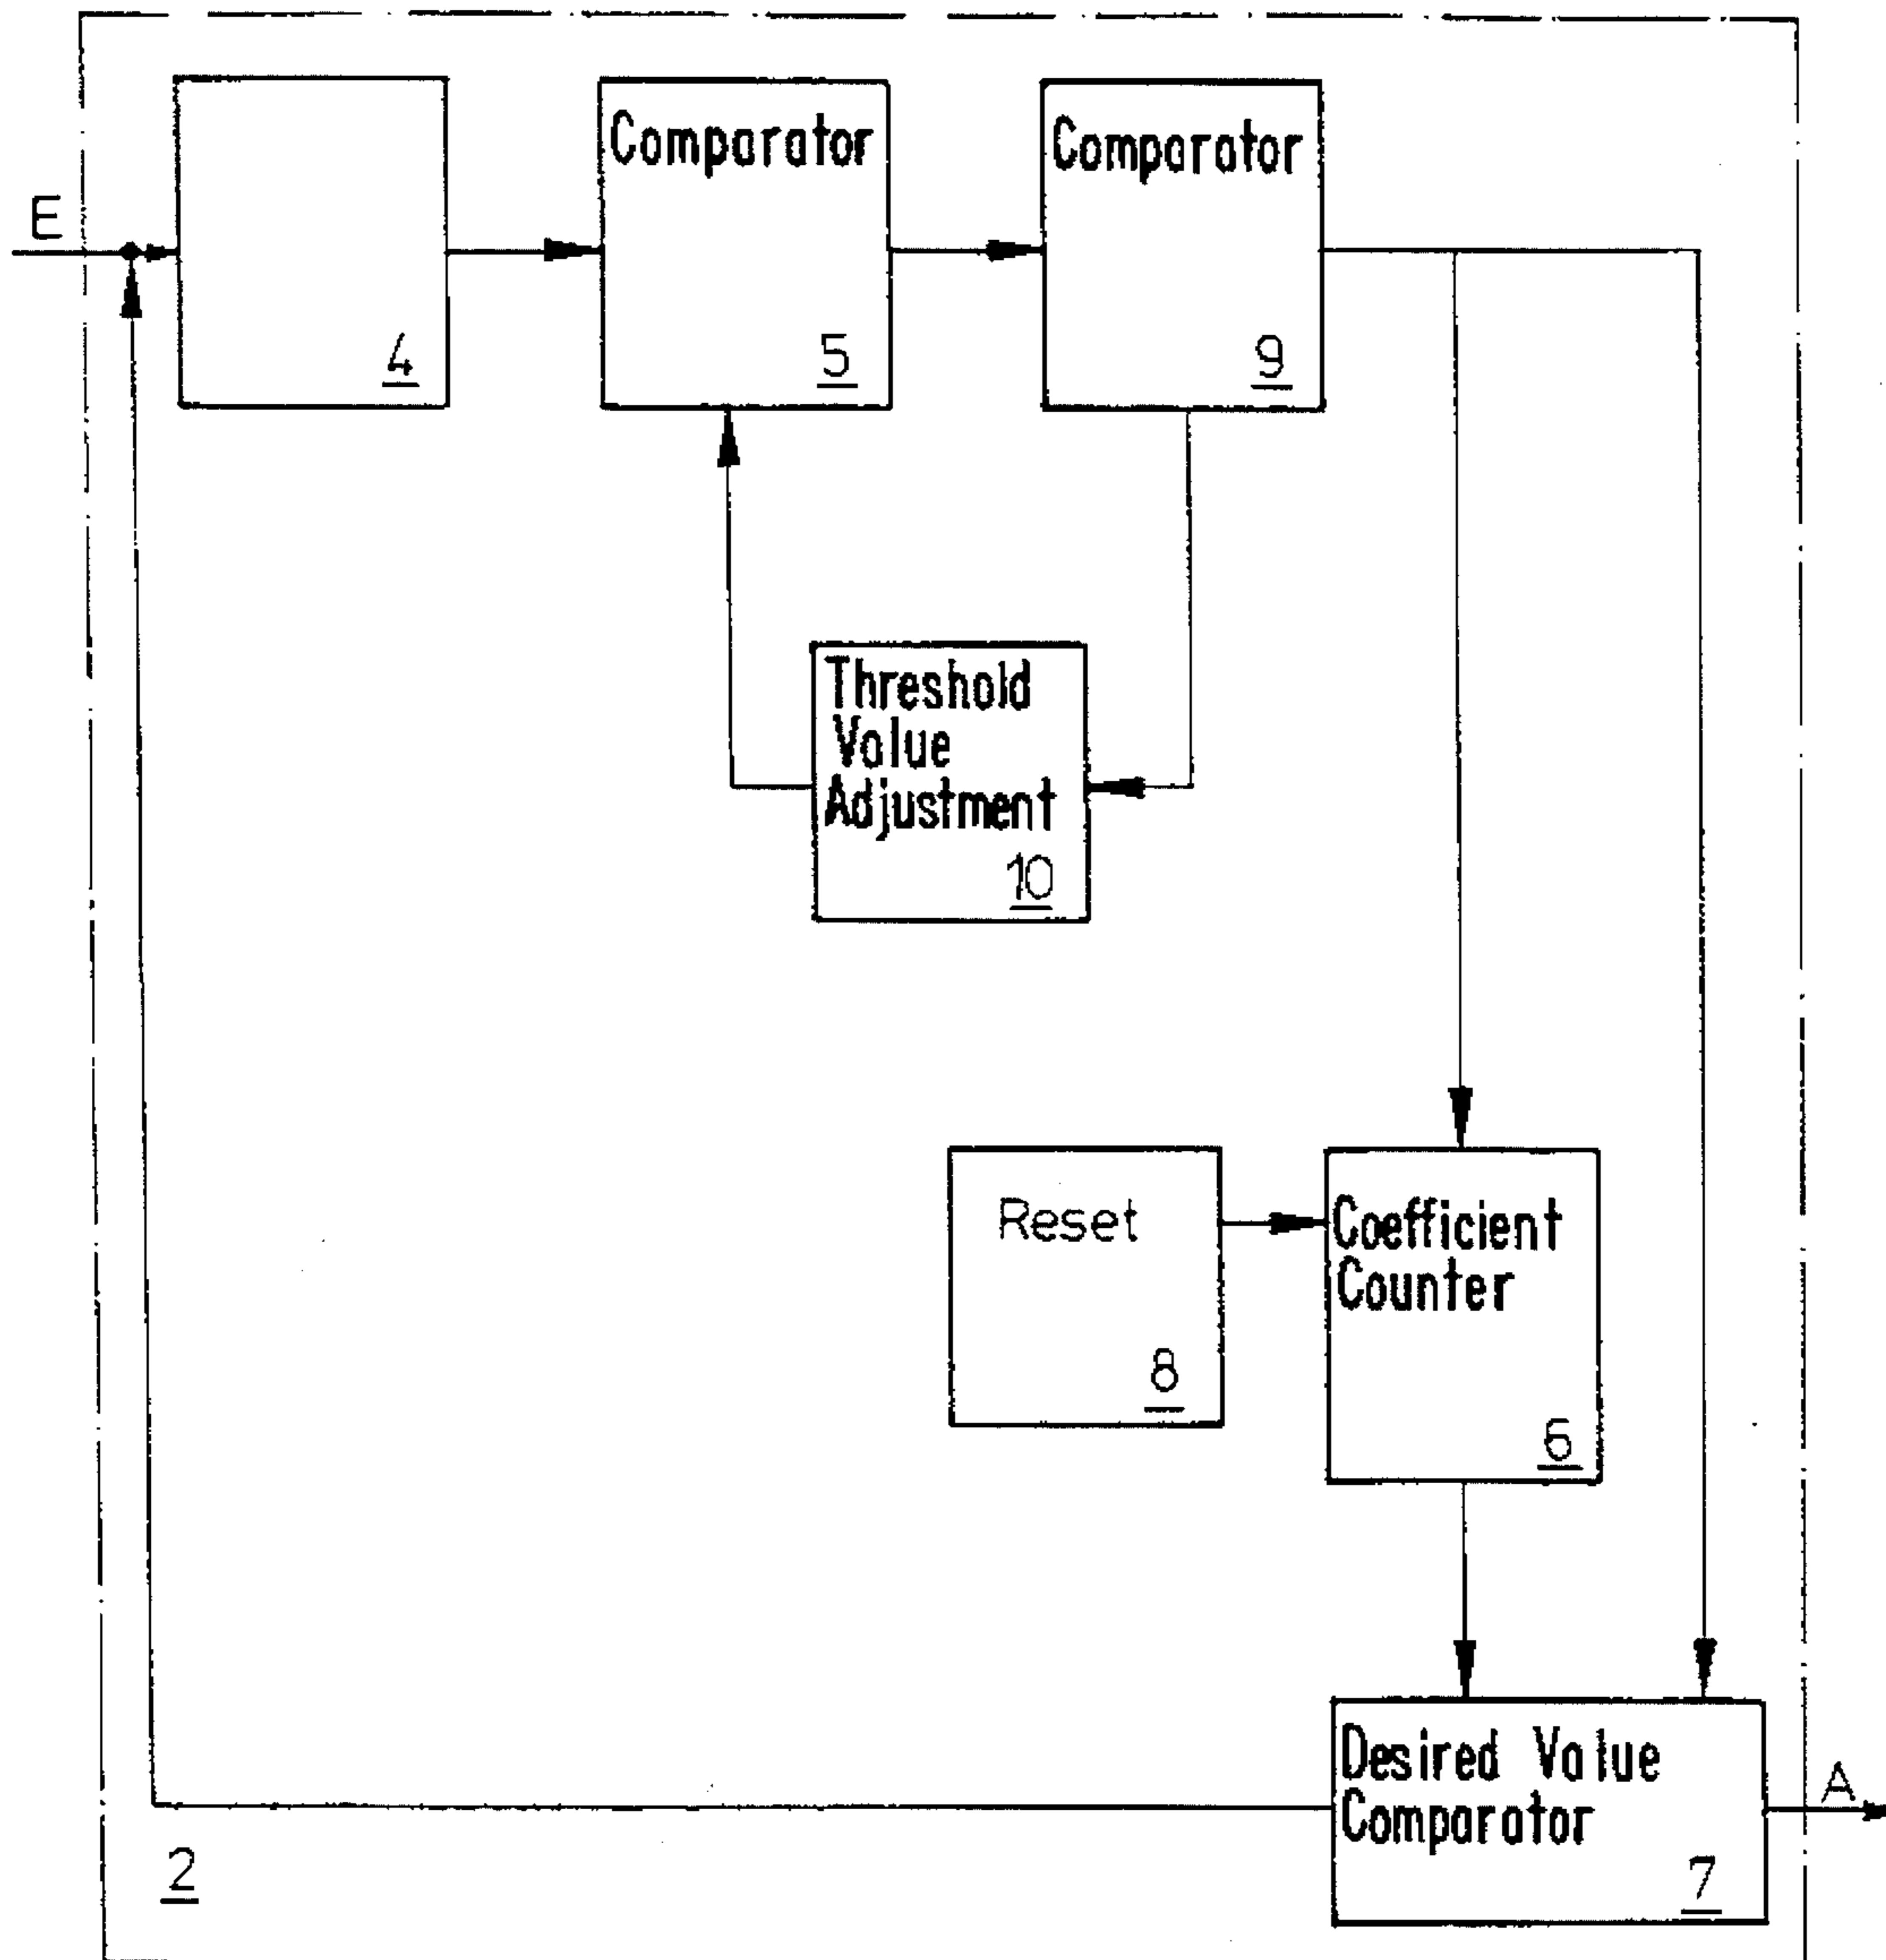 E
4
Comparator
5
Comparator
9
Threshold
Value
Adjustment
10
Reset
8
Coefficient
Counter
6
Desired Value
Comparator
7
A
2